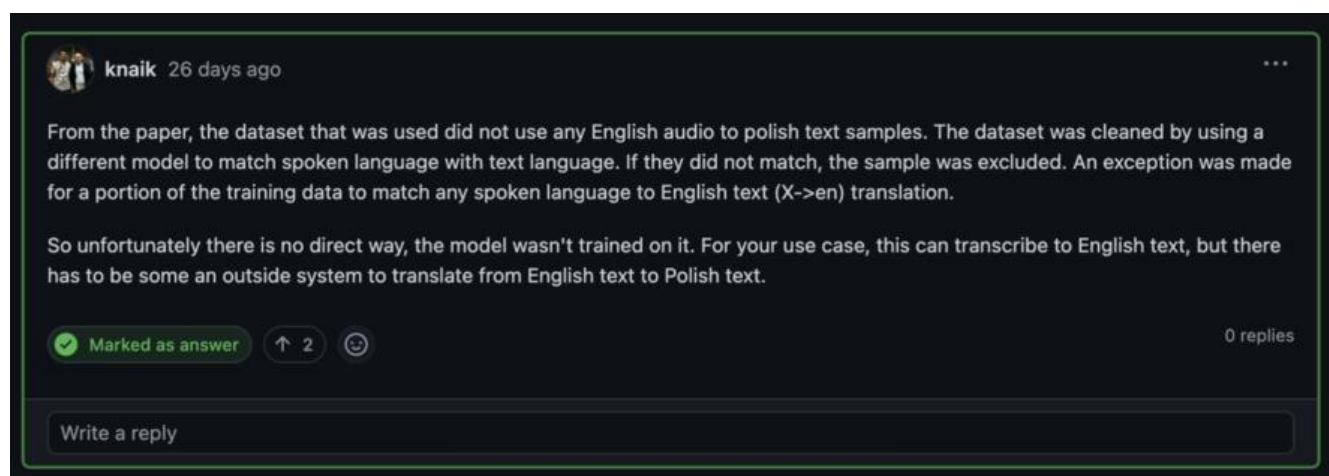 knaik 26 days ago
From the paper, the dataset that was used did not use any English audio to polish text samples. The dataset was cleaned by using a
different model to match spoken language with text language. If they did not match, the sample was excluded. An exception was made
for a portion of the training data to match any spoken language to English text (X->en) translation.
So unfortunately there is no direct way, the model wasn't trained on it. For your use case, this can transcribe to English text, but there
has to be some an outside system to translate from English text to Polish text.
Marked as answer ↑ 2 0 replies
Write a reply